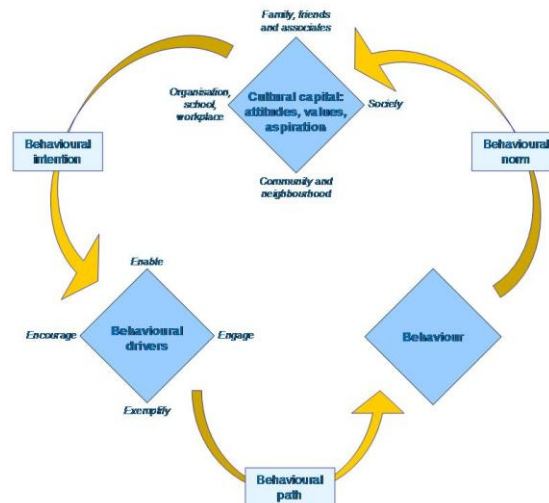 Family, friends
and associates
Organisation,
school,
workplace
Cultural capital:
attitudes, values,
aspiration
Society
Community and
neighbourhood
Behavioural
intention
Behavioural
norm
Enable
Encourage
Behavioural
drivers
Engage
Exemplify
Behaviour
Behavioural
path